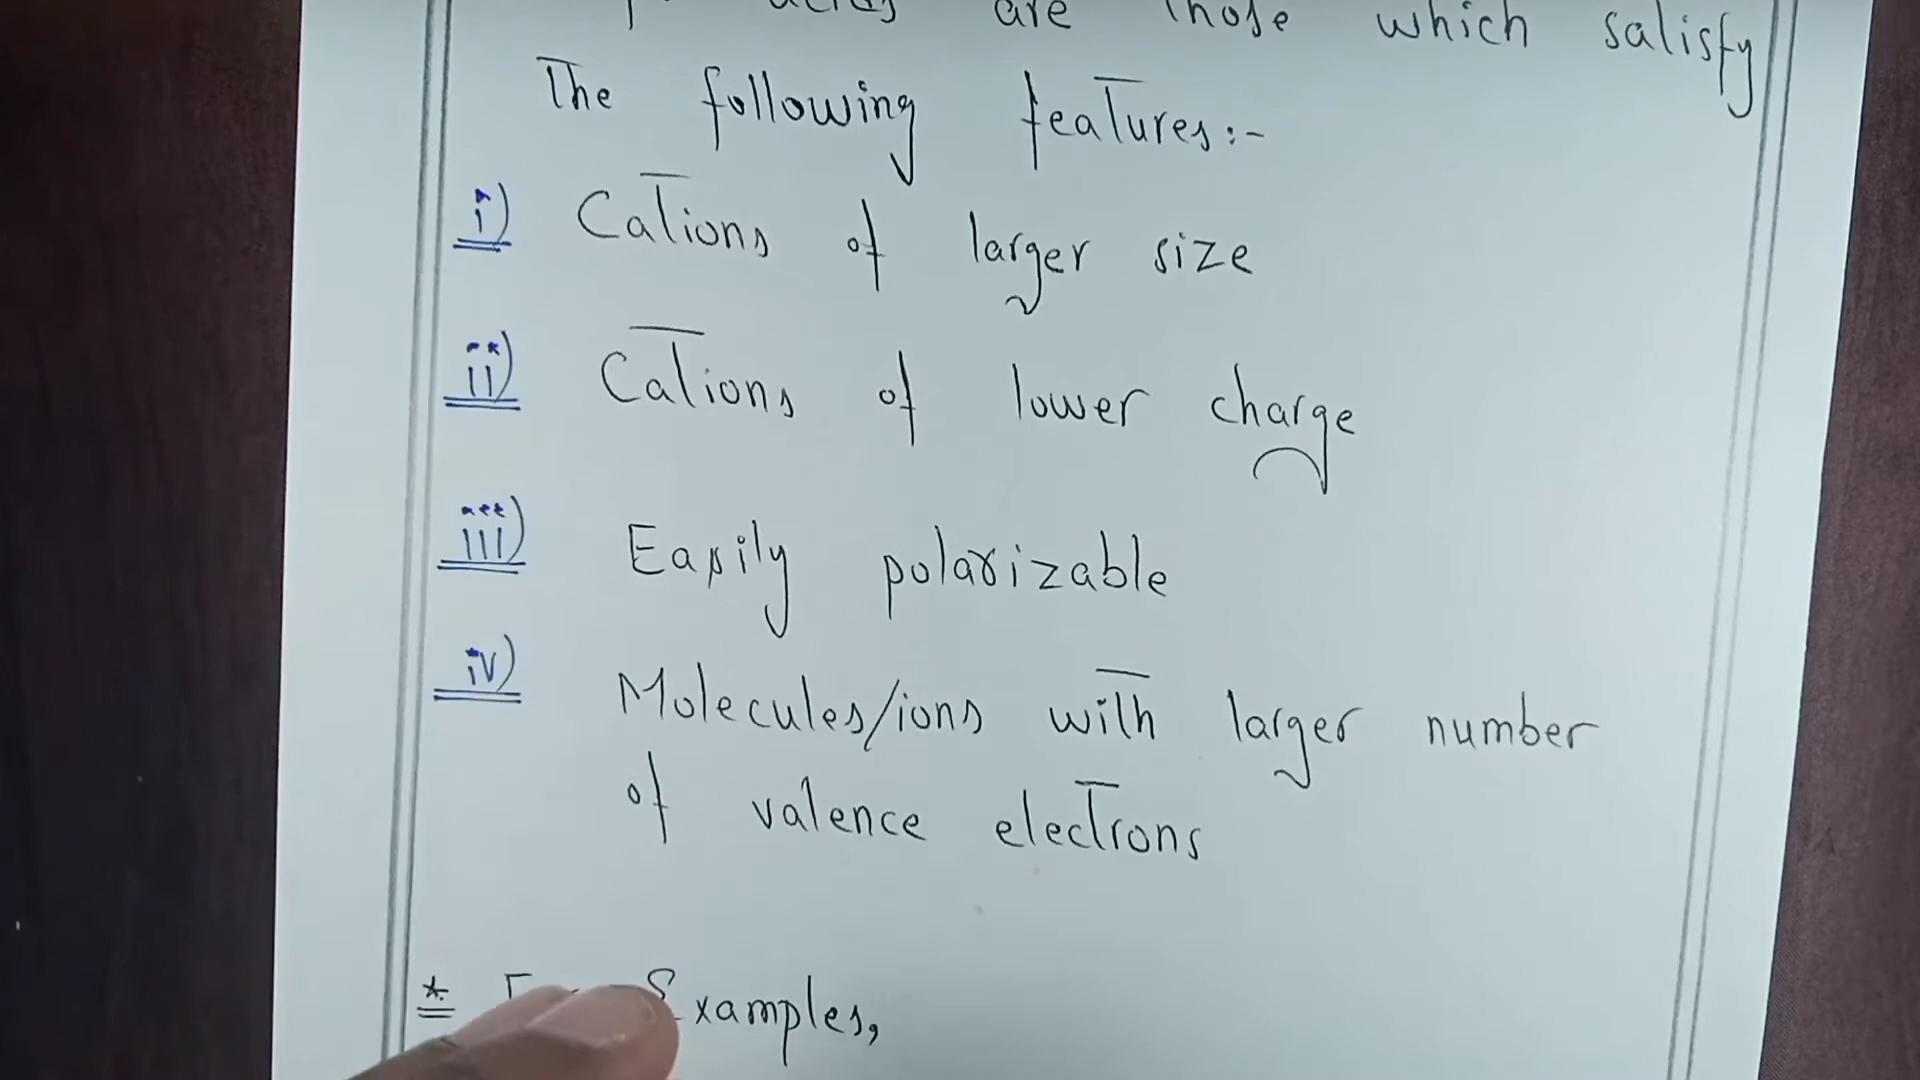 acids are those which satisfy
The following features:-
i) Cations of larger size
ii) Cations of lower charge
iii) Easily polarizable
iv) Molecules/ions with larger number
of valence electrons
* Examples,